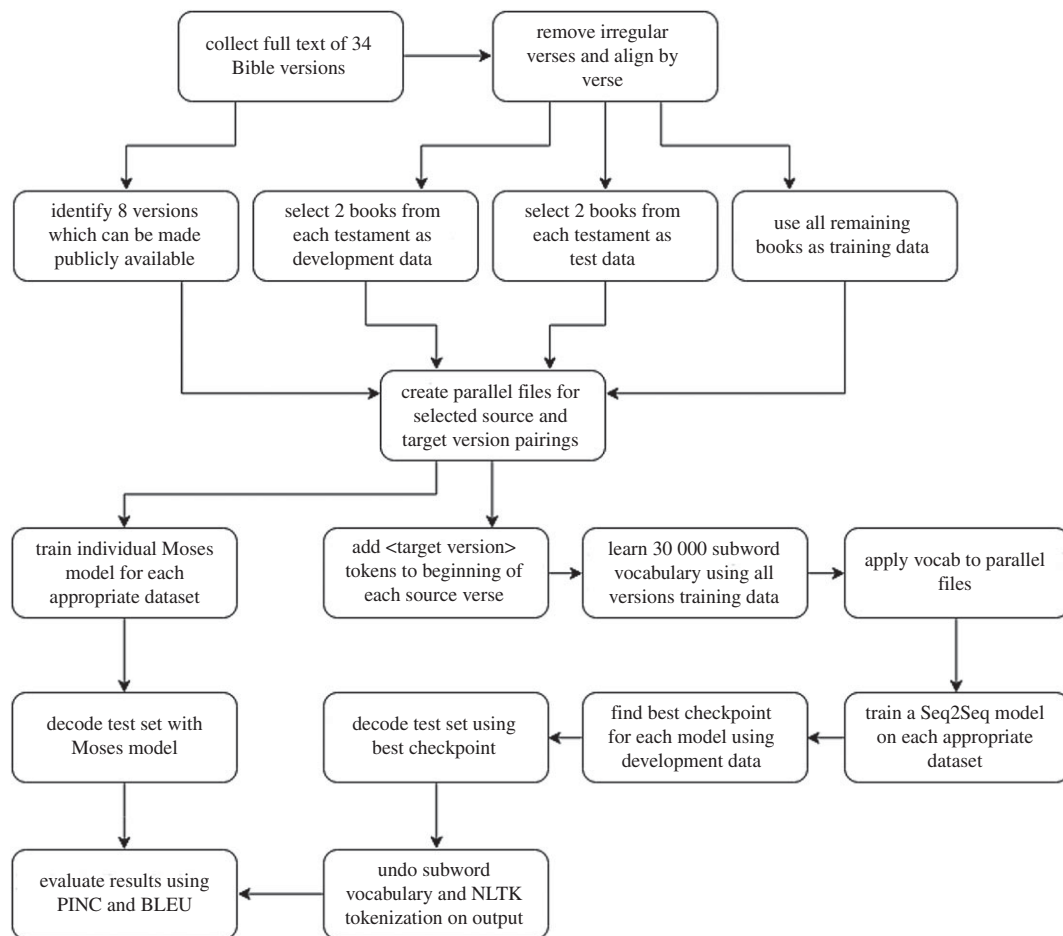 collect full text of 34
Bible versions
remove irregular
verses and align by
verse
identify 8 versions
which can be made
publicly available
select 2 books from
each testament as
development data
select 2 books from
each testament as
test data
use all remaining
books as training data
create parallel files for
selected source and
target version pairings
train individual Moses
model for each
appropriate dataset
add <target version>
tokens to beginning of
each source verse
learn 30 000 subword
vocabulary using all
versions training data
apply vocab to parallel
files
decode test set with
Moses model
decode test set using
best checkpoint
find best checkpoint
for each model using
development data
train a Seq2Seq model
on each appropriate
dataset
evaluate results using
PINC and BLEU
undo subword
vocabulary and NLTK
tokenization on output